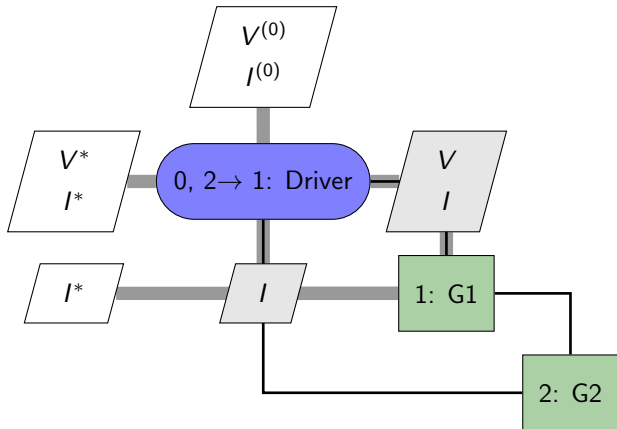 V^(0)
I^(0)
V*
I*
0, 2→ 1: Driver
V
I
I*
I
1: G1
2: G2